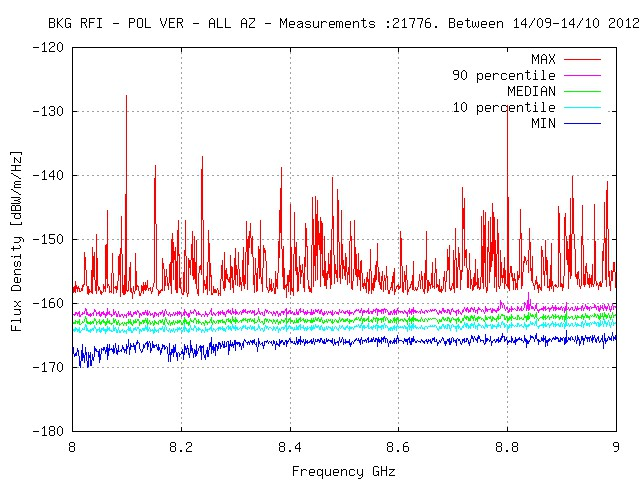 BKG RFI - POL VER - ALL AZ - Measurements :21776. Between 14/09-14/10 2012
MAX
90 percentile
MEDIAN
10 percentile
MIN
Flux Density [dBW/m/Hz]
-120
-130
-140
-150
-160
-170
-180
8 8.2 8.4 8.6 8.8 9
Frequency GHz